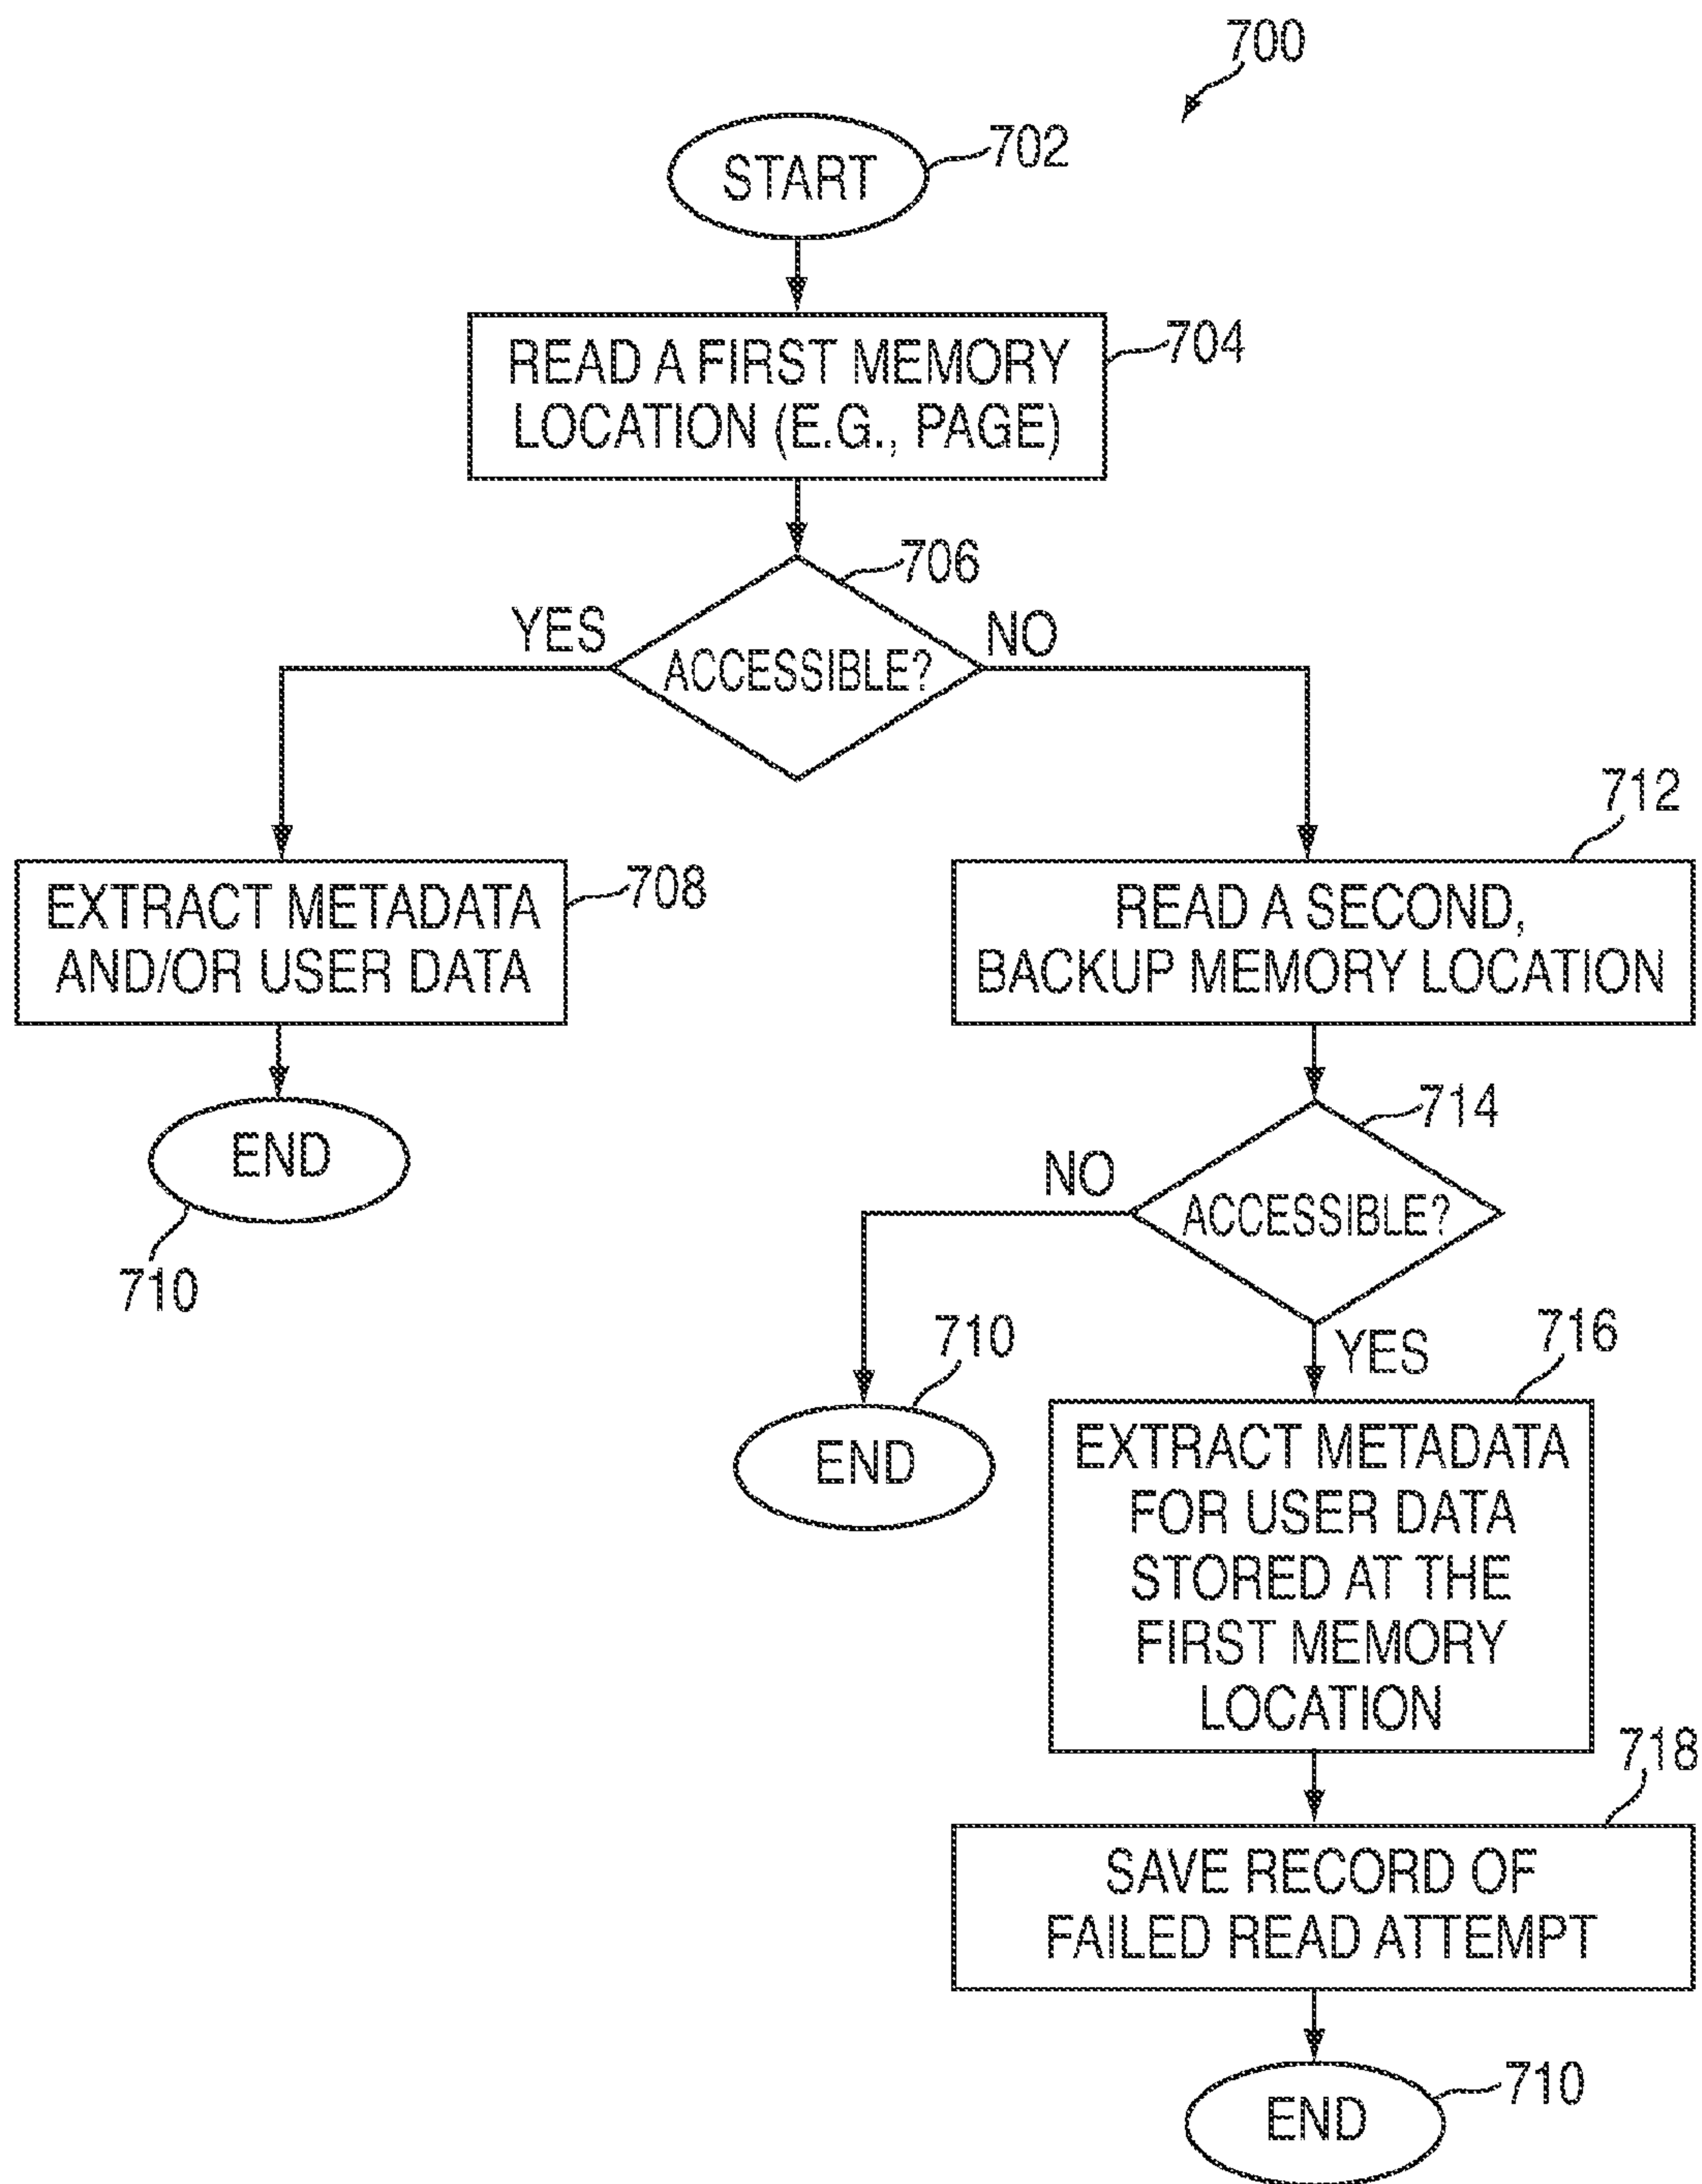 700
START
702
READ A FIRST MEMORY
LOCATION (E.G., PAGE)
704
706
YES
ACCESSIBLE?
NO
712
EXTRACT METADATA
AND/OR USER DATA
708
READ A SECOND,
BACKUP MEMORY LOCATION
END
710
714
NO
ACCESSIBLE?
YES
710
END
716
EXTRACT METADATA
FOR USER DATA
STORED AT THE
FIRST MEMORY
LOCATION
718
SAVE RECORD OF
FAILED READ ATTEMPT
END
710